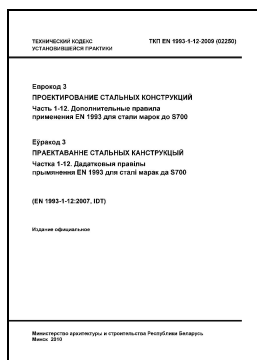 ТЕХНИЧЕСКИЙ КОДЕКС
УСТАНОВИВШЕЙСЯ ПРАКТИКИ
ТКП EN 1993-1-12-2009 (02250)
Еврокод 3
ПРОЕКТИРОВАНИЕ СТАЛЬНЫХ КОНСТРУКЦИЙ
Часть 1-12. Дополнительные правила
применения EN 1993 для стали марок до S700
Еўракод 3
ПРАЕКТАВАННЕ СТАЛЬНЫХ КАНСТРУКЦЫЙ
Частка 1-12. Дадатковыя правілы
прымянення EN 1993 для сталі марак да S700
(EN 1993-1-12:2007, IDT)
Издание официальное
Министерство архитектуры и строительства Республики Беларусь
Минск 2010